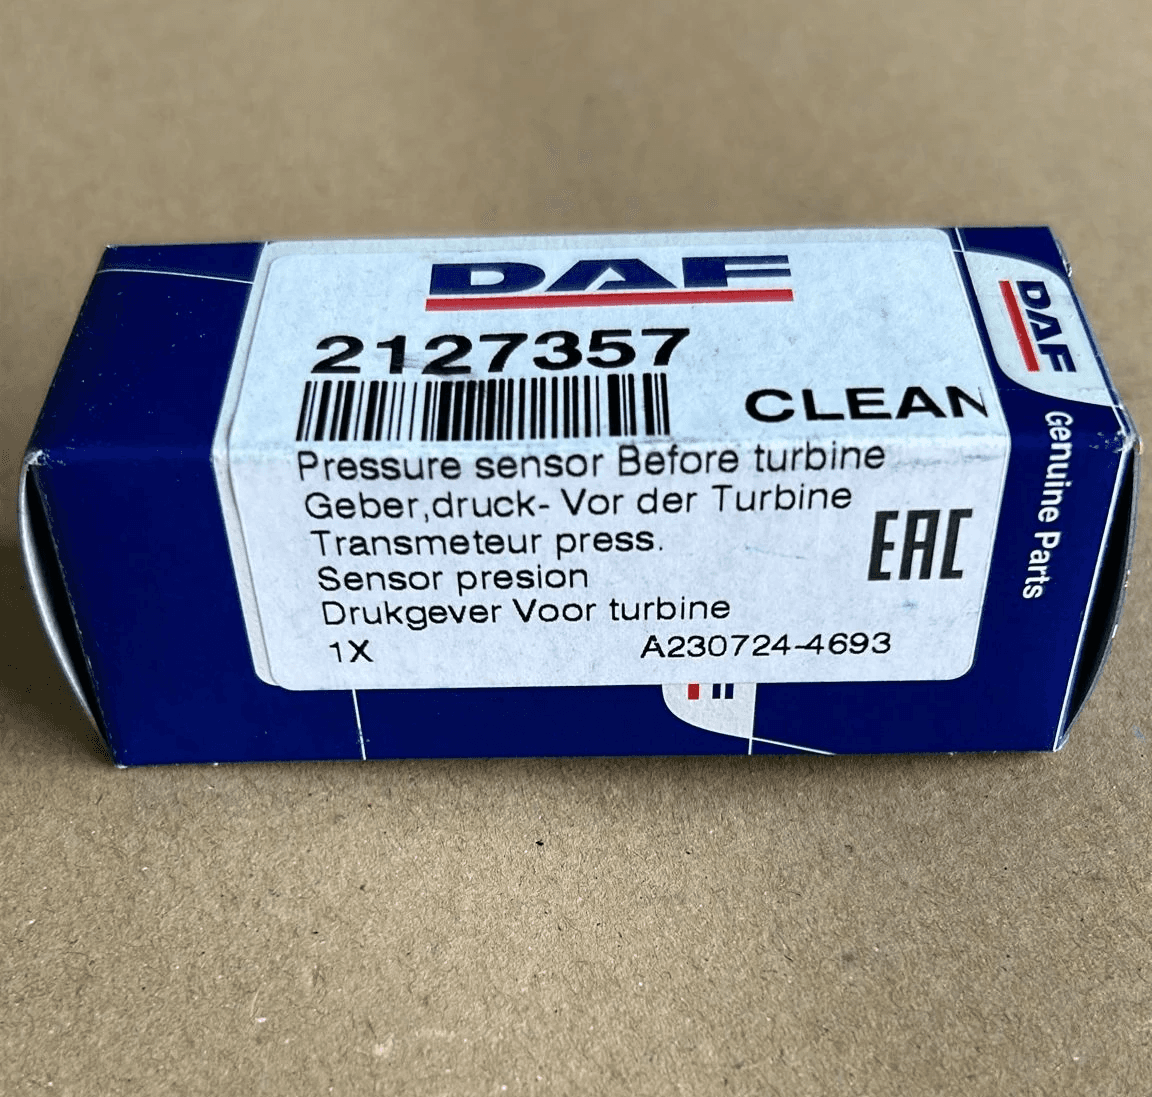 DAF
2127357
CLEAN
Pressure sensor Before turbine
Geber,druck- Vor der Turbine
Transmeteur press.
Sensor presion
Drukgever Voor turbine
EAC
1X
A230724-4693
DAF
Genuine Parts